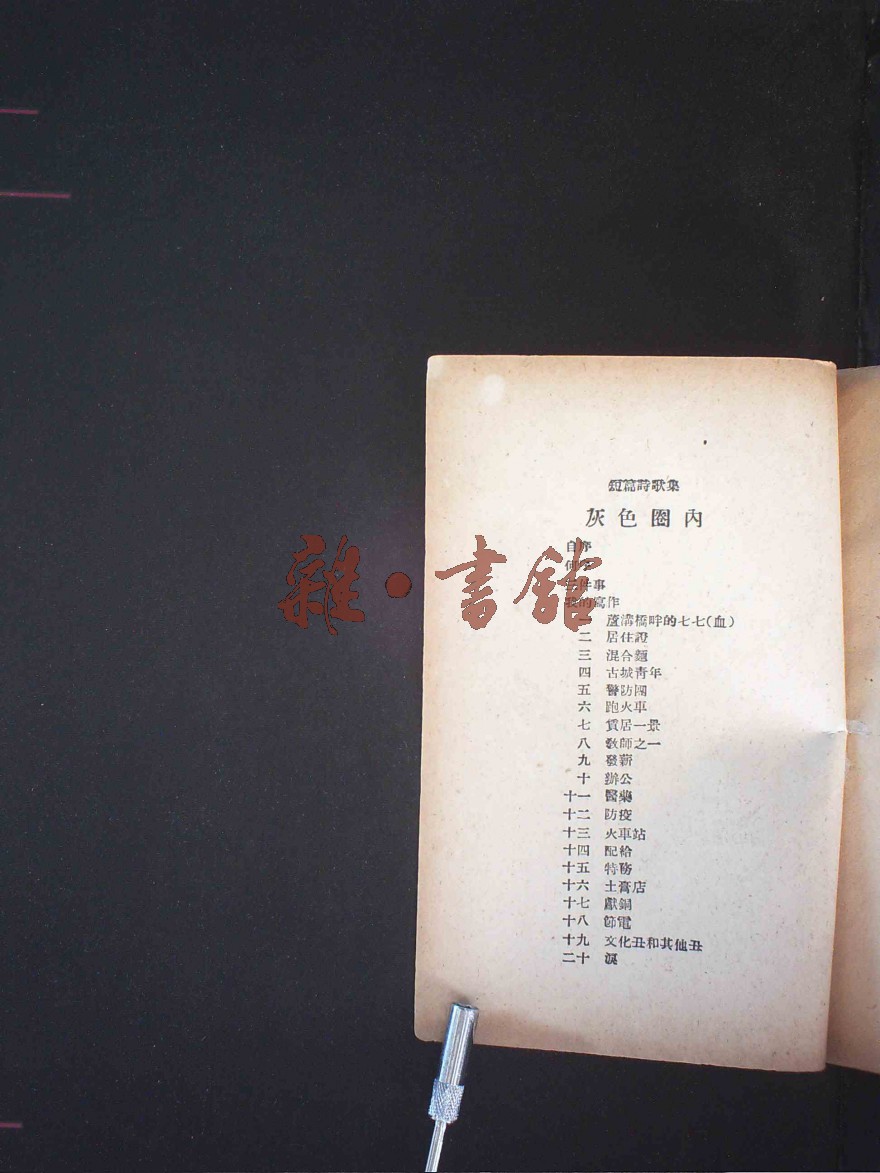 短篇詩歌集
灰色圈內
自序
事
我的寫作
一 蘆溝橋畔的七七(血)
二 居住證
三 混合麵
四 古城青年
五 警防團
六 跑火車
七 賃居一景
八 教師之一
九 發薪
十 辦公
十一 醫藥
十二 防疫
十三 火車站
十四 配給
十五 特務
十六 土膏店
十七 獻銅
十八 節電
十九 文化丑和其他丑
二十 淚
雜·書館